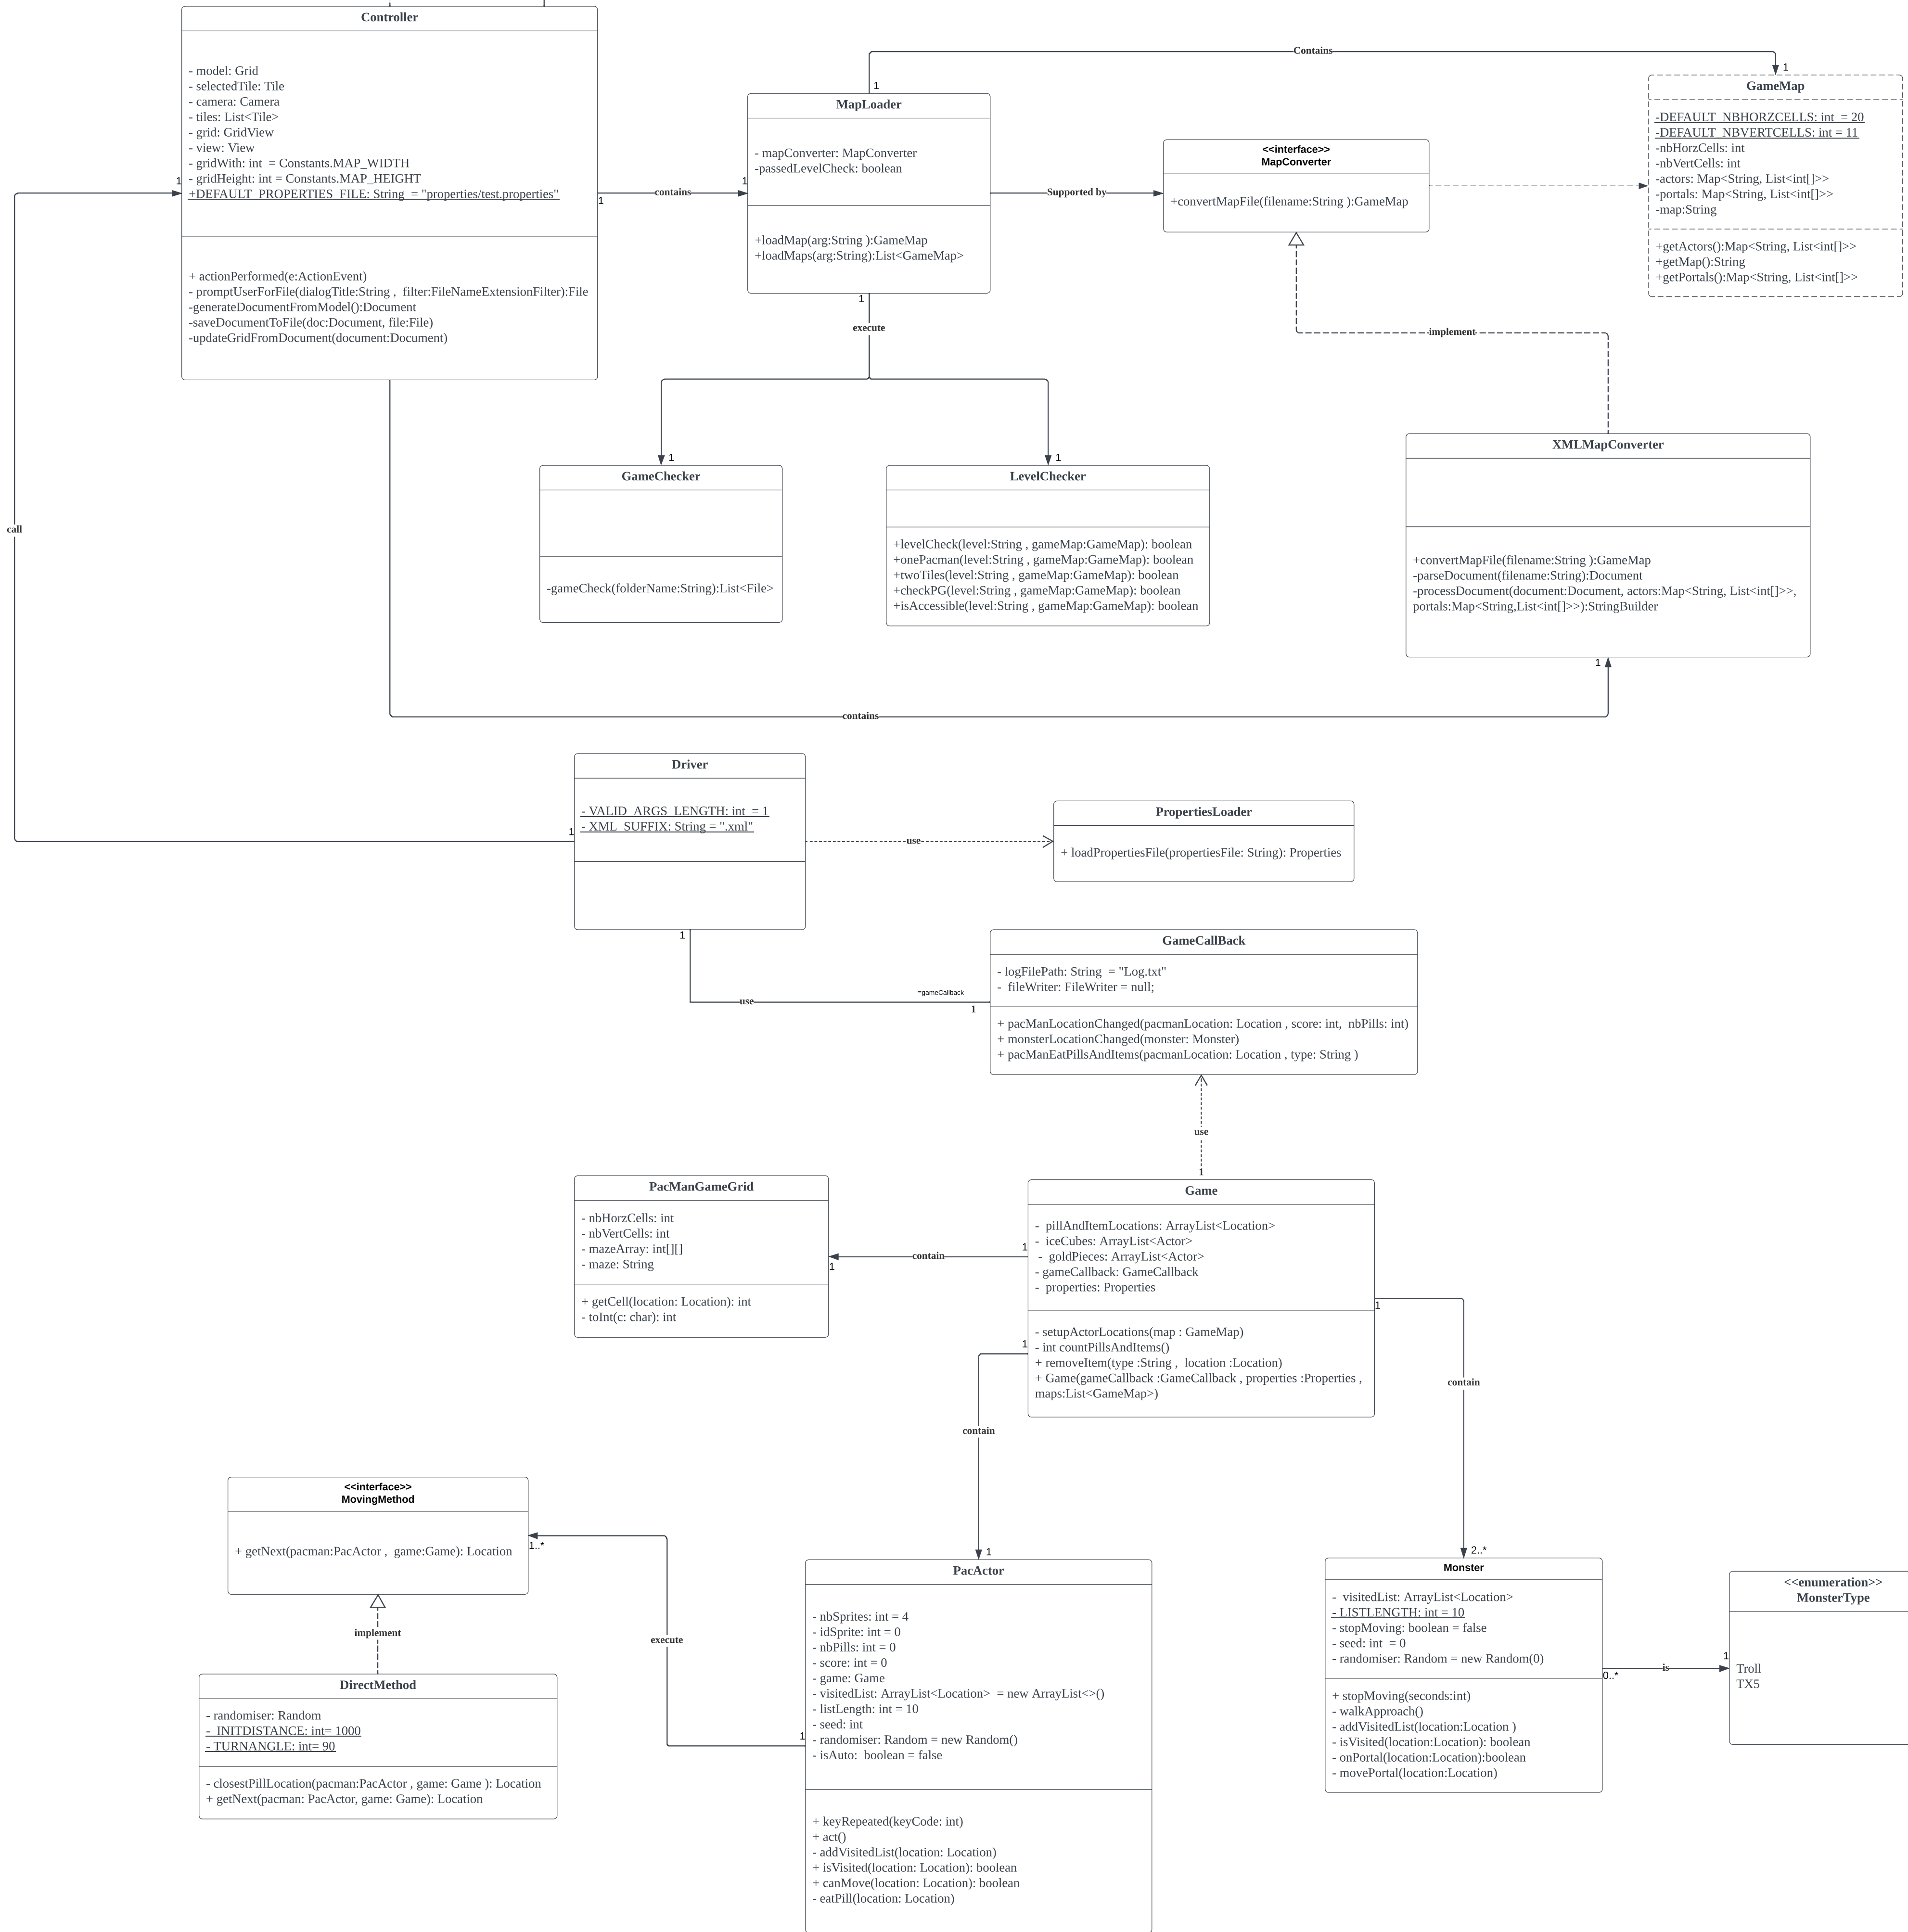 Controller
- model: Grid
- selectedTile: Tile
- camera: Camera
- tiles: List<Tile>
- grid: GridView
- view: View
- gridWith: int = Constants.MAP_WIDTH
- gridHeight: int = Constants.MAP_HEIGHT
+DEFAULT_PROPERTIES_FILE: String = "properties/test.properties"
+ actionPerformed(e:ActionEvent)
- promptUserForFile(dialogTitle:String , filter:FileNameExtensionFilter):File
-generateDocumentFromModel():Document
-saveDocumentToFile(doc:Document, file:File)
-updateGridFromDocument(document:Document)
1
1
contains
1
MapLoader
- mapConverter: MapConverter
-passedLevelCheck: boolean
+loadMap(arg:String ):GameMap
+loadMaps(arg:String):List<GameMap>
1
Contains
1
Supported by
<<interface>>
MapConverter
+convertMapFile(filename:String ):GameMap
GameMap
-DEFAULT_NBHORZCELLS: int = 20
-DEFAULT_NBVERTCELLS: int = 11
-nbHorzCells: int
-nbVertCells: int
-actors: Map<String, List<int[]>>
-portals: Map<String, List<int[]>>
-map:String
+getActors():Map<String, List<int[]>>
+getMap():String
+getPortals():Map<String, List<int[]>>
1
execute
implement
1
1
GameChecker
-gameCheck(folderName:String):List<File>
LevelChecker
+levelCheck(level:String , gameMap:GameMap): boolean
+onePacman(level:String , gameMap:GameMap): boolean
+twoTiles(level:String , gameMap:GameMap): boolean
+checkPG(level:String , gameMap:GameMap): boolean
+isAccessible(level:String , gameMap:GameMap): boolean
XMLMapConverter
+convertMapFile(filename:String ):GameMap
-parseDocument(filename:String):Document
-processDocument(document:Document, actors:Map<String, List<int[]>>,
portals:Map<String,List<int[]>>):StringBuilder
1
call
contains
Driver
- VALID_ARGS_LENGTH: int = 1
- XML_SUFFIX: String = ".xml"
1
use
PropertiesLoader
+ loadPropertiesFile(propertiesFile: String): Properties
1
use
-gameCallback
1
GameCallBack
- logFilePath: String = "Log.txt"
- fileWriter: FileWriter = null;
+ pacManLocationChanged(pacmanLocation: Location , score: int, nbPills: int)
+ monsterLocationChanged(monster: Monster)
+ pacManEatPillsAndItems(pacmanLocation: Location , type: String )
use
1
PacManGameGrid
- nbHorzCells: int
- nbVertCells: int
- mazeArray: int[][]
- maze: String
+ getCell(location: Location): int
- toInt(c: char): int
1
contain
1
Game
- pillAndItemLocations: ArrayList<Location>
- iceCubes: ArrayList<Actor>
- goldPieces: ArrayList<Actor>
- gameCallback: GameCallback
- properties: Properties
- setupActorLocations(map : GameMap)
- int countPillsAndItems()
+ removeItem(type :String , location :Location)
+ Game(gameCallback :GameCallback , properties :Properties ,
maps:List<GameMap>)
1
contain
1
1
contain
2..*
<<interface>>
MovingMethod
+ getNext(pacman:PacActor , game:Game): Location
1..*
implement
execute
1
DirectMethod
- randomiser: Random
- INITDISTANCE: int= 1000
- TURNANGLE: int= 90
- closestPillLocation(pacman:PacActor , game: Game ): Location
+ getNext(pacman: PacActor, game: Game): Location
PacActor
- nbSprites: int = 4
- idSprite: int = 0
- nbPills: int = 0
- score: int = 0
- game: Game
- visitedList: ArrayList<Location> = new ArrayList<>()
- listLength: int = 10
- seed: int
- randomiser: Random = new Random()
- isAuto: boolean = false
+ keyRepeated(keyCode: int)
+ act()
- addVisitedList(location: Location)
+ isVisited(location: Location): boolean
+ canMove(location: Location): boolean
- eatPill(location: Location)
Monster
- visitedList: ArrayList<Location>
- LISTLENGTH: int = 10
- stopMoving: boolean = false
- seed: int = 0
- randomiser: Random = new Random(0)
+ stopMoving(seconds:int)
- walkApproach()
- addVisitedList(location:Location )
- isVisited(location:Location): boolean
- onPortal(location:Location):boolean
- movePortal(location:Location)
0..*
is
1
<<enumeration>>
MonsterType
Troll
TX5